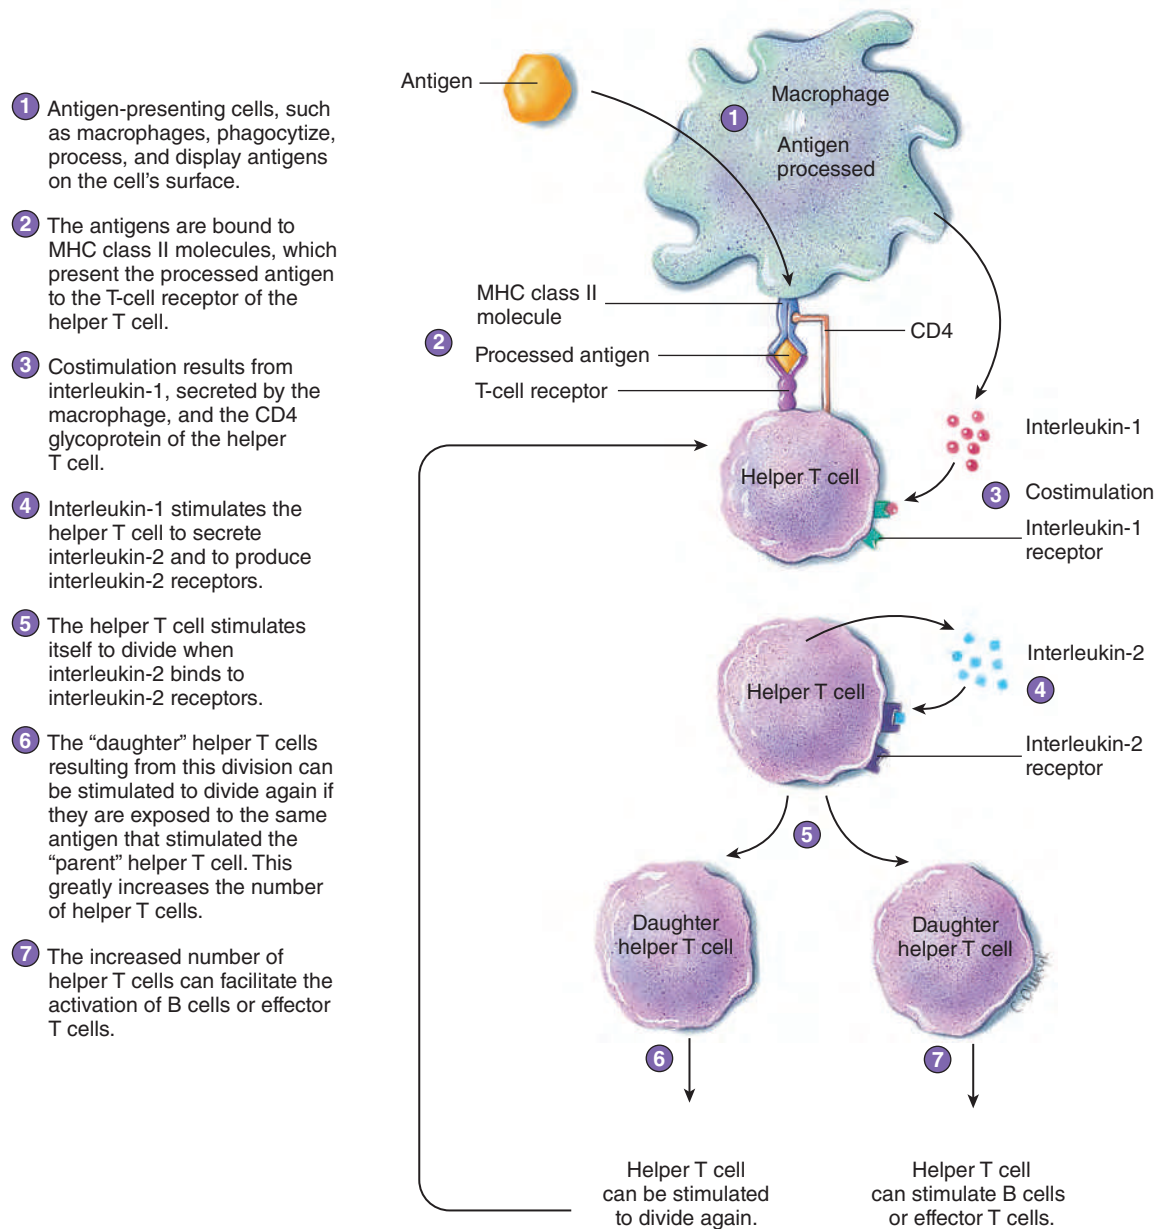 1 Antigen-presenting cells, such
as macrophages, phagocytize,
process, and display antigens
on the cell's surface.
2 The antigens are bound to
MHC class II molecules, which
present the processed antigen
to the T-cell receptor of the
helper T cell.
3 Costimulation results from
interleukin-1, secreted by the
macrophage, and the CD4
glycoprotein of the helper
T cell.
4 Interleukin-1 stimulates the
helper T cell to secrete
interleukin-2 and to produce
interleukin-2 receptors.
5 The helper T cell stimulates
itself to divide when
interleukin-2 binds to
interleukin-2 receptors.
6 The “daughter” helper T cells
resulting from this division can
be stimulated to divide again if
they are exposed to the same
antigen that stimulated the
“parent” helper T cell. This
greatly increases the number
of helper T cells.
7 The increased number of
helper T cells can facilitate the
activation of B cells or effector
T cells.
Antigen
Macrophage
1
Antigen
processed
MHC class II
molecule
CD4
2
Processed antigen
T-cell receptor
Interleukin-1
Helper T cell
3 Costimulation
Interleukin-1
receptor
Interleukin-2
Helper T cell
4
Interleukin-2
receptor
5
Daughter
helper T cell
Daughter
helper T cell
6
7
Helper T cell
can be stimulated
to divide again.
Helper T cell
can stimulate B cells
or effector T cells.